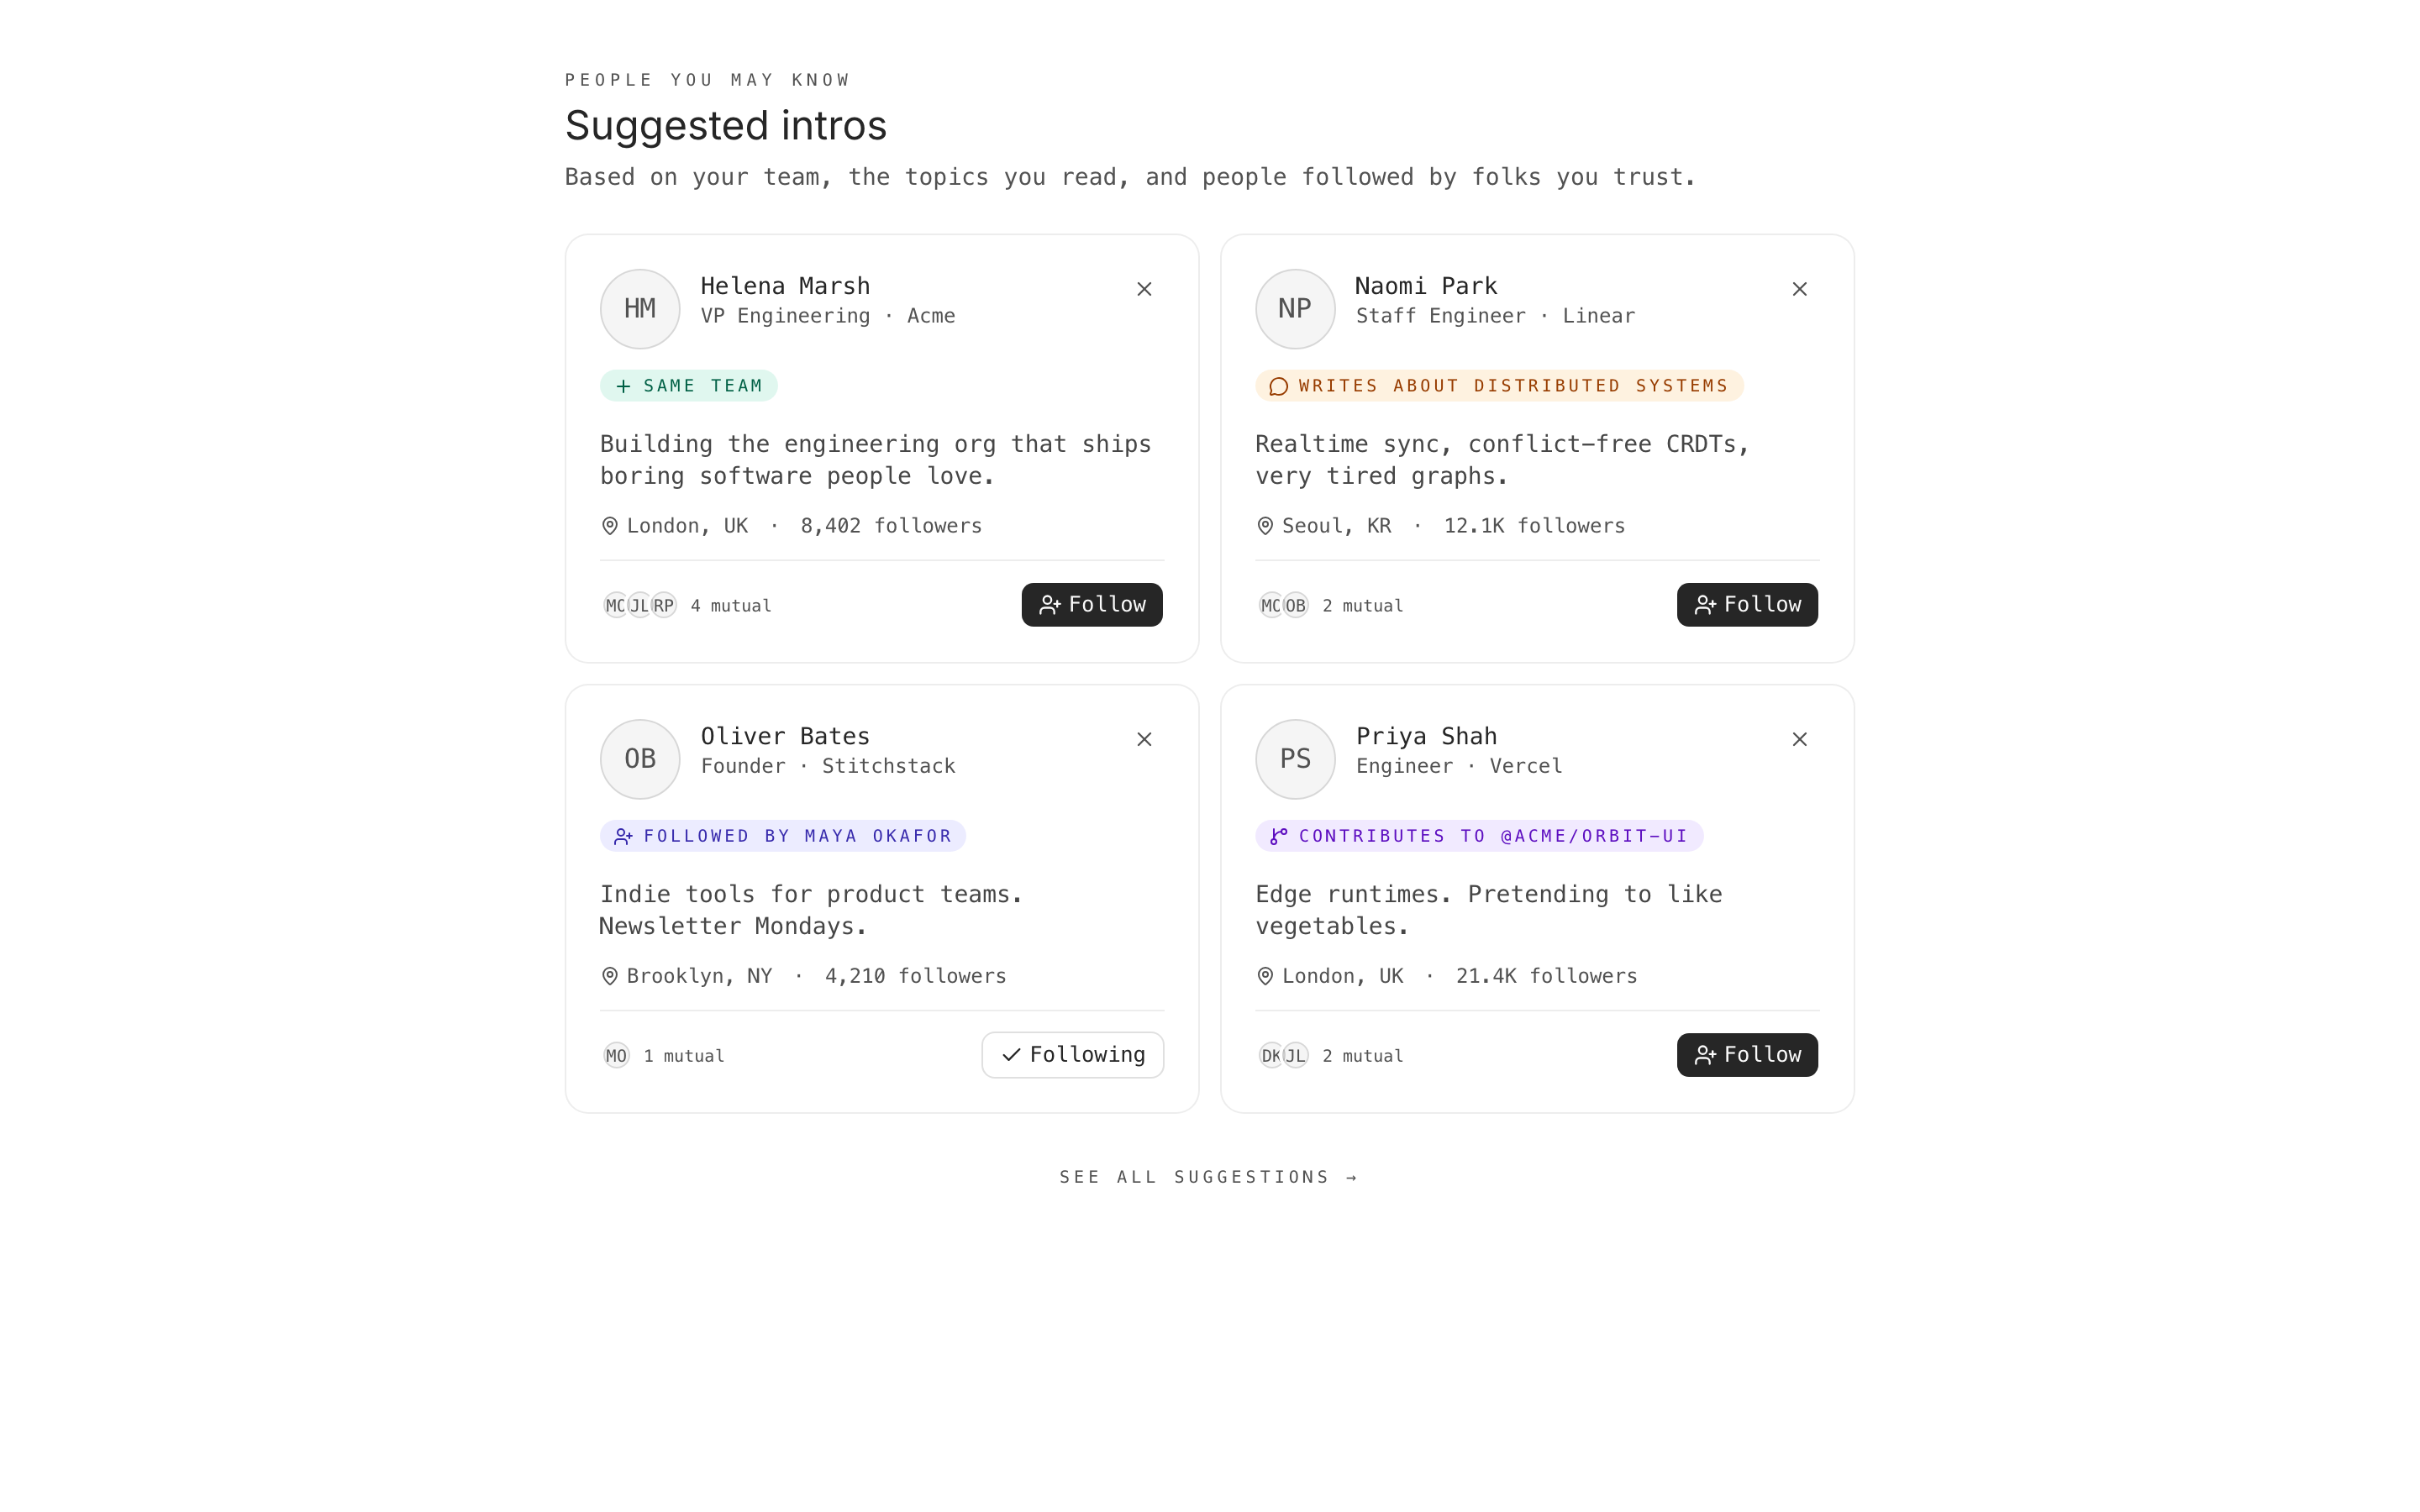 PEOPLE YOU MAY KNOW
Suggested intros
Based on your team, the topics you read, and people followed by folks you trust.
HM
Helena Marsh
VP Engineering · Acme
SAME TEAM
Building the engineering org that ships
boring software people love.
London, UK · 8,402 followers
MO JL RP 4 mutual
Follow
NP
Naomi Park
Staff Engineer · Linear
WRITES ABOUT DISTRIBUTED SYSTEMS
Realtime sync, conflict-free CRDTs,
very tired graphs.
Seoul, KR · 12.1K followers
MO OB 2 mutual
Follow
OB
Oliver Bates
Founder · Stitchstack
FOLLOWED BY MAYA OKAFOR
Indie tools for product teams.
Newsletter Mondays.
Brooklyn, NY · 4,210 followers
MO 1 mutual
Following
PS
Priya Shah
Engineer · Vercel
CONTRIBUTES TO @ACME/ORBIT-UI
Edge runtimes. Pretending to like
vegetables.
London, UK · 21.4K followers
DK JL 2 mutual
Follow
SEE ALL SUGGESTIONS →